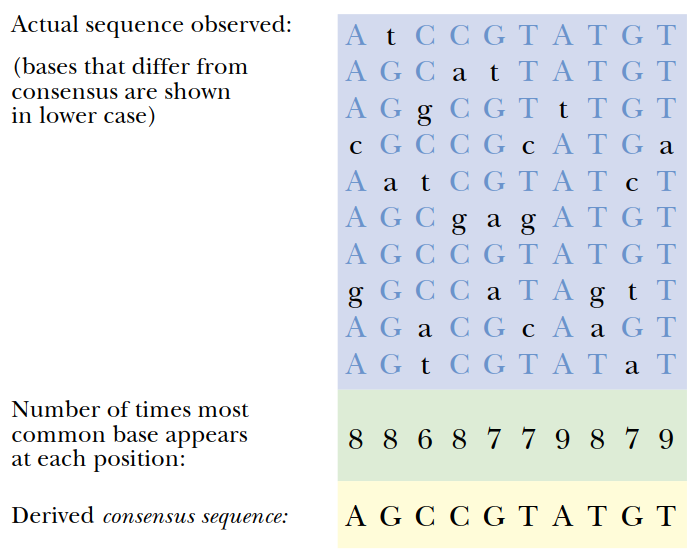 Actual sequence observed:
(bases that differ from
consensus are shown
in lower case)
A t C C G T A T G T
A G C a t T A T G T
A G g C G T t T G T
c G C C G c A T G a
A a t C G T A T c T
A G C g a g A T G T
A G C C G T A T G T
g G C C a T A g t T
A G a C G c A a G T
A G t C G T A T a T
Number of times most
common base appears
at each position:
8 8 6 8 7 7 9 8 7 9
Derived consensus sequence:
A G C C G T A T G T